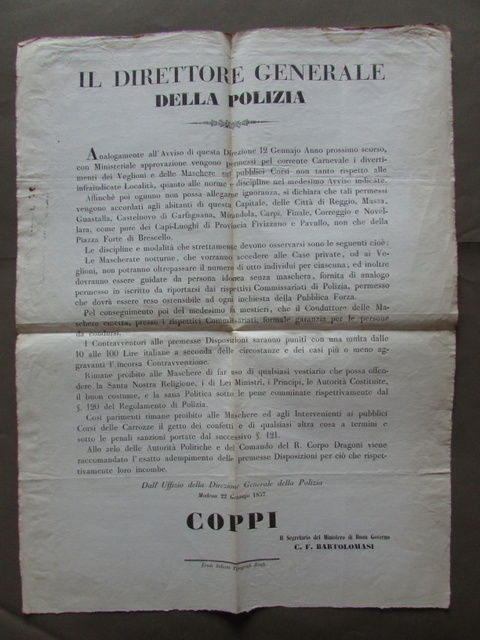 IL DIRETTORE GENERALE
DELLA POLIZIA
Analogamente all'Avviso di questa Direzione 12 Gennajo Anno prossimo scorso,
con Ministeriale approvazione vengono permessi pel corrente Carnevale i diverti-
menti dei Veglioni e delle Maschere sui pubblici Corsi non tanto rispetto alle
infraindicate Località, quanto alle norme e discipline nel medesimo Avviso indicate.
Affinchè poi ognuno non possa allegarne ignoranza, si dichiara che tali permessi
vengono accordati agli abitanti di questa Capitale, delle Città di Reggio, Massa,
Guastalla, Castelnovo di Garfagnana, Mirandola, Carpi, Finale, Correggio e Novel-
lara, come pure dei Capi-Luoghi di Provincia Fivizzano e Pavullo, non che della
Piazza Forte di Brescello.
Le discipline e modalità che strettamente devono osservarsi sono le seguenti cioè:
Le Mascherate notturne, che vorranno accedere alle Case private, od ai Ve-
glioni, non potranno oltrepassare il numero di otto individui per ciascuna, ed inoltre
dovranno essere guidate da persona idonea senza maschera, fornita di analogo
permesso in iscritto da riportarsi dai rispettivi Commissariati di Polizia, permesso
che dovrà essere reso ostensibile ad ogni inchiesta della Pubblica Forza.
Pel conseguimento poi del medesimo fa mestieri, che il Conduttore delle Ma-
schere emetta, presso i rispettivi Commissariati, formale garanzia per le persone
da condursi.
I Contravventori alle premesse Disposizioni saranno puniti con una multa dalle
10 alle 100 Lire italiane a seconda delle circostanze e dei casi più o meno ag-
gravanti l'incorsa Contravvenzione.
Rimane proibito alle Maschere di far uso di qualsiasi vestiario che possa offen-
dere la Santa Nostra Religione, i di Lei Ministri, i Principi, le Autorità Costituite,
il buon costume, e la sana Politica sotto le pene comminate rispettivamente dal
§. 120 del Regolamento di Polizia.
Così parimenti rimane proibito alle Maschere ed agli Intervenienti ai pubblici
Corsi delle Carrozze il getto dei confetti e di qualsiasi altra cosa a termini e
sotto le penali sanzioni portate dal successivo §. 121.
Allo zelo delle Autorità Politiche e del Comando del R. Corpo Dragoni viene
raccomandato l'esatto adempimento delle premesse Disposizioni per ciò che rispet-
tivamente loro incombe.
Dall'Uffizio della Direzione Generale della Polizia
Modena 22 Gennajo 1857.
COPPI
Il Segretario del Ministero di Buon Governo
C. F. BARTOLOMASI
Eredi Soliani Tipografi Reali